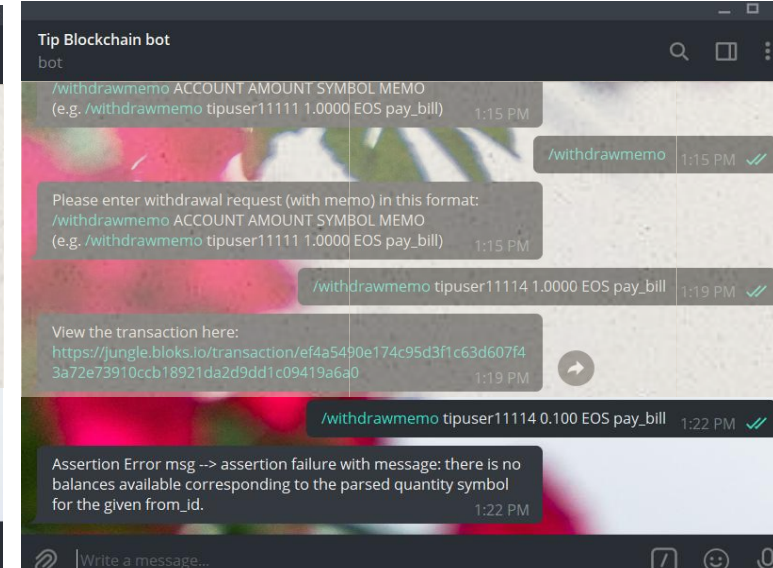 Tip Blockchain bot
bot
/withdrawmemo ACCOUNT AMOUNT SYMBOL MEMO
(e.g. /withdrawmemo tipuser11111 1.0000 EOS pay_bill) 1:15 PM
/withdrawmemo 1:15 PM
Please enter withdrawal request (with memo) in this format:
/withdrawmemo ACCOUNT AMOUNT SYMBOL MEMO
(e.g. /withdrawmemo tipuser11111 1.0000 EOS pay_bill) 1:15 PM
/withdrawmemo tipuser11114 1.0000 EOS pay_bill 1:19 PM
View the transaction here:
https://jungle.bloks.io/transaction/ef4a5490e174c95d3f1c63d607f4
3a72e73910ccb18921da2d9dd1c09419a6a0 1:19 PM
/withdrawmemo tipuser11114 0.100 EOS pay_bill 1:22 PM
Assertion Error msg --> assertion failure with message: there is no
balances available corresponding to the parsed quantity symbol
for the given from_id. 1:22 PM
Write a message...